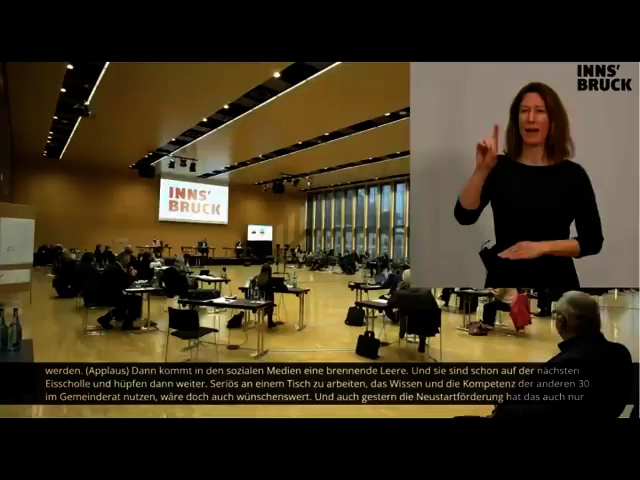 INNS'
BRUCK
INNS'
BRUCK
werden. (Applaus) Dann kommt in den sozialen Medien eine brennende Leere. Und sie sind schon auf der nächsten
Eisscholle und hüpfen dann weiter. Seriös an einem Tisch zu arbeiten, das Wissen und die Kompetenz der anderen 30
im Gemeinderat nutzen, wäre doch auch wünschenswert. Und auch gestern die Neustartförderung hat das auch nur